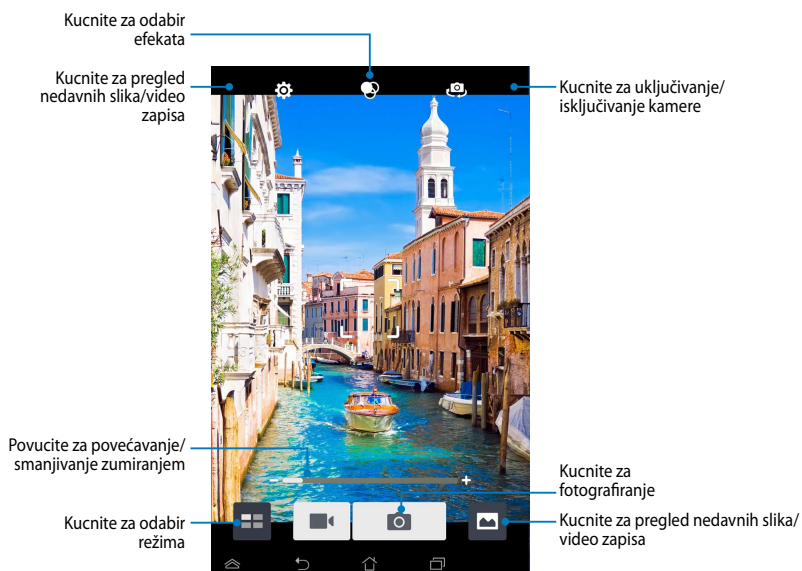 Kucnite za odabir
efekata
Kucnite za pregled
nedavnih slika/video
zapisa
Kucnite za uključivanje/
isključivanje kamere
Povucite za povećavanje/
smanjivanje zumiranjem
Kucnite za
fotografiranje
Kucnite za odabir
režima
Kucnite za pregled nedavnih slika/
video zapisa